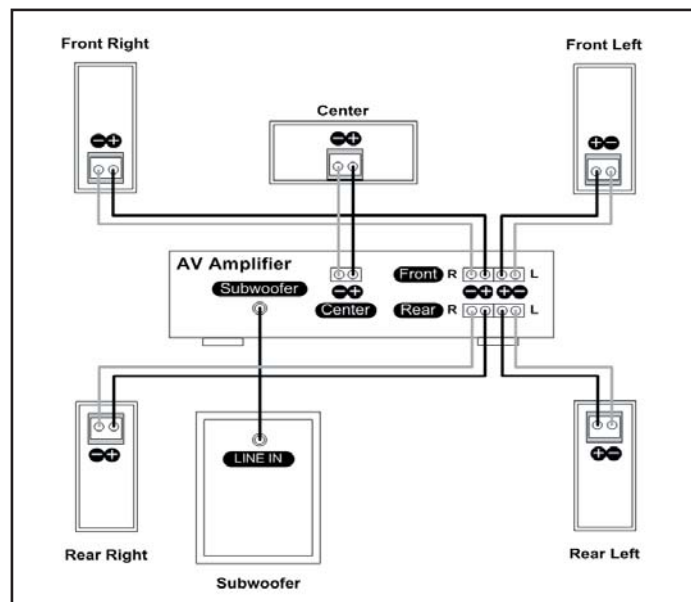 Front Right
Front Left
Center
− +
− +
+ −
AV Amplifier
Subwoofer
Front R L
− +
− + + −
Center
Rear R L
LINE IN
− +
+ −
Rear Right
Rear Left
Subwoofer